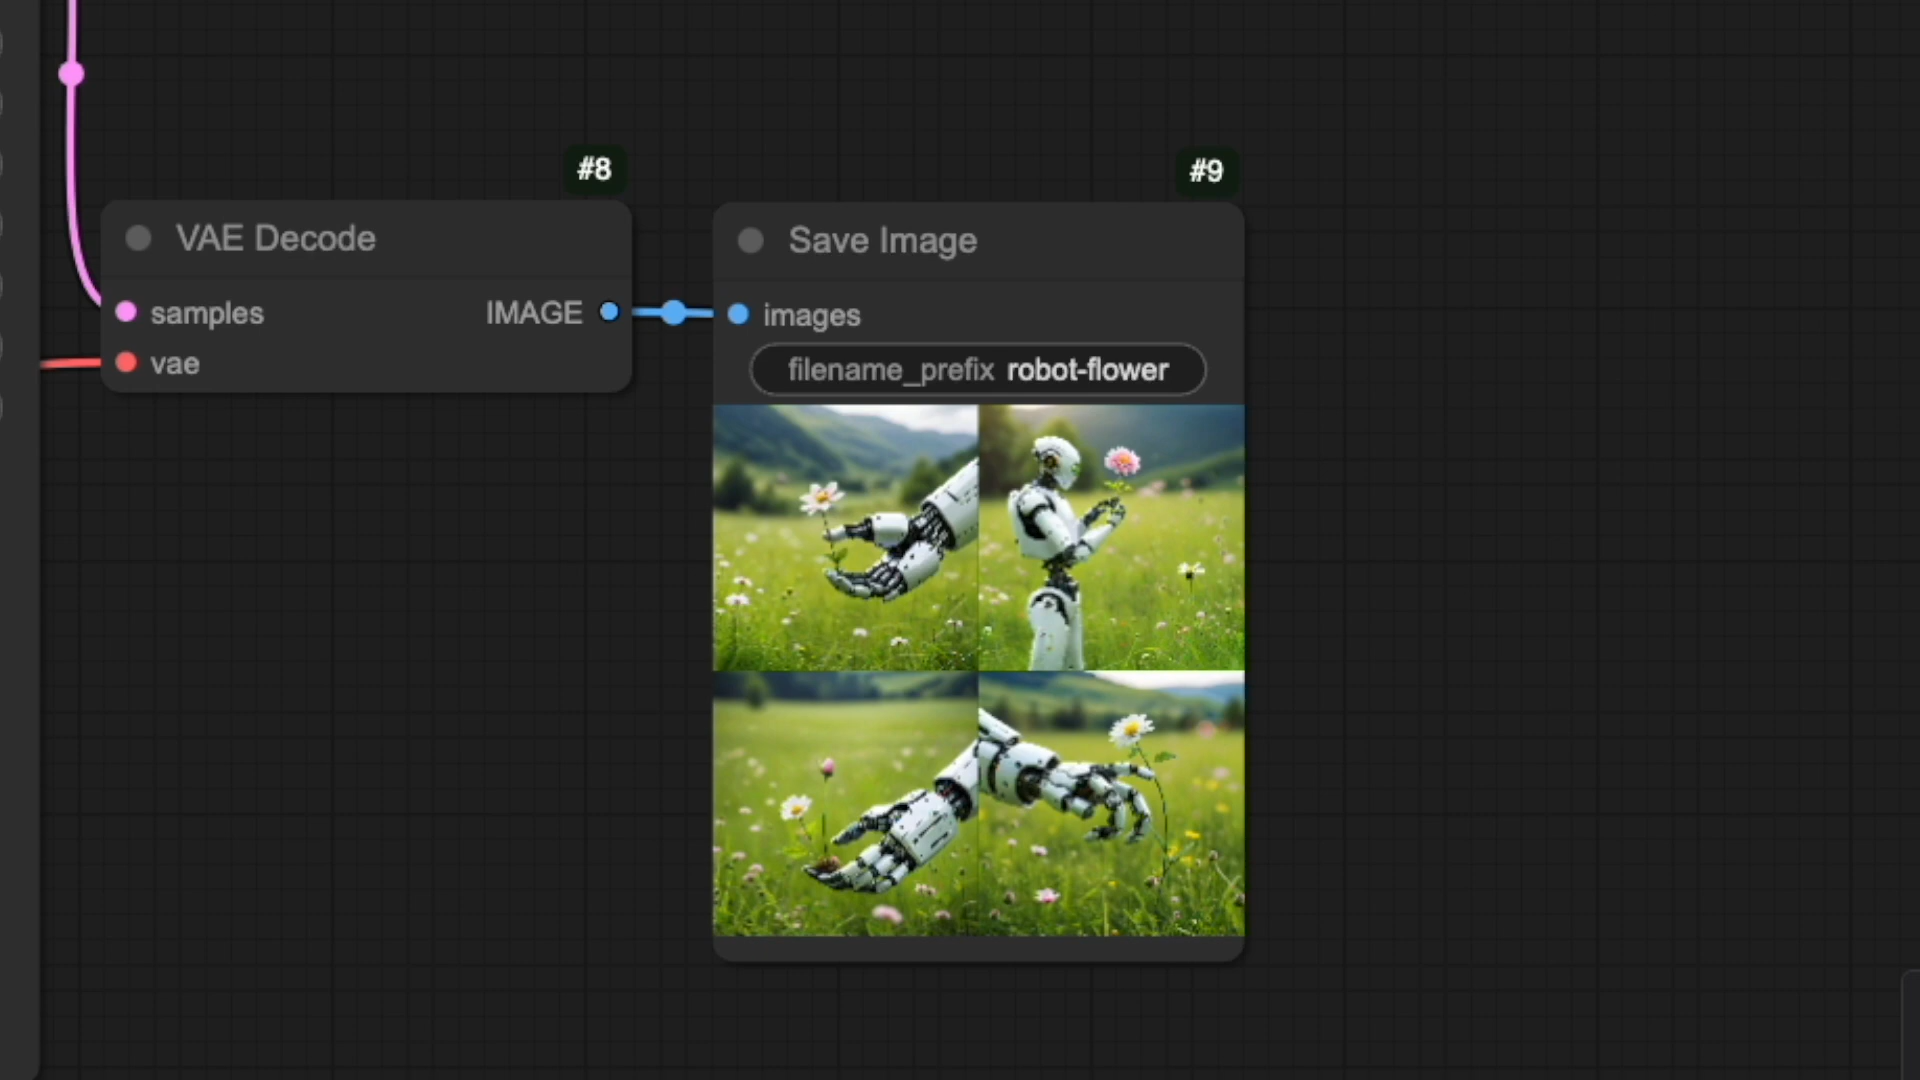 #8
VAE Decode
samples
IMAGE
vae
#9
Save Image
images
filename_prefix robot-flower